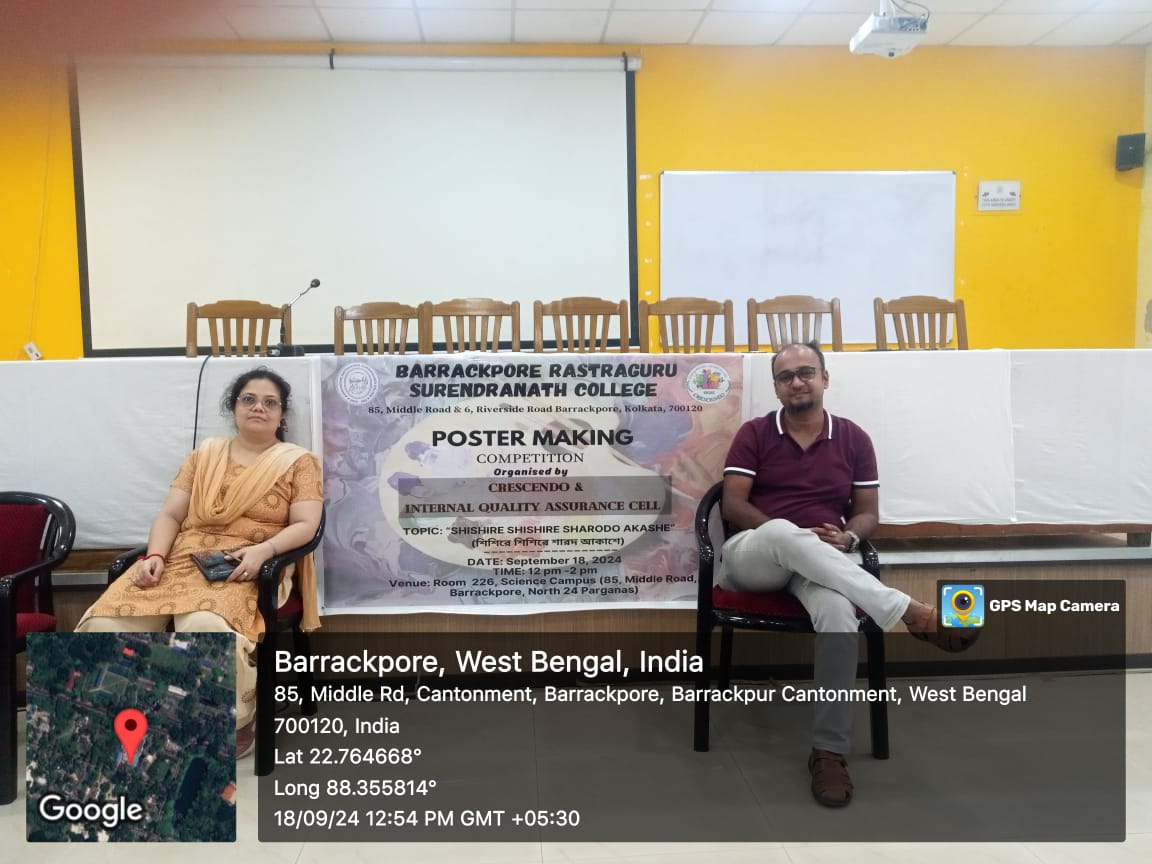 BARRACKPORE RASTRAGURU
SURENDRANATH COLLEGE
85, Middle Road & 6, Riverside Road Barrackpore, Kolkata, 700120
POSTER MAKING
COMPETITION
Organised by
CRESCENDO &
INTERNAL QUALITY ASSURANCE CELL
TOPIC: "SHISHIRE SHISHIRE SHARODO AKASHE"
(শিশিরে শিশিরে শারদ আকাশে)
DATE: September 18, 2024
TIME: 12 pm -2 pm
Venue: Room 226, Science Campus (85, Middle Road,
Barrackpore, North 24 Parganas)
GPS Map Camera
Barrackpore, West Bengal, India
85, Middle Rd, Cantonment, Barrackpore, Barrackpur Cantonment, West Bengal
700120, India
Lat 22.764668°
Long 88.355814°
18/09/24 12:54 PM GMT +05:30
Google